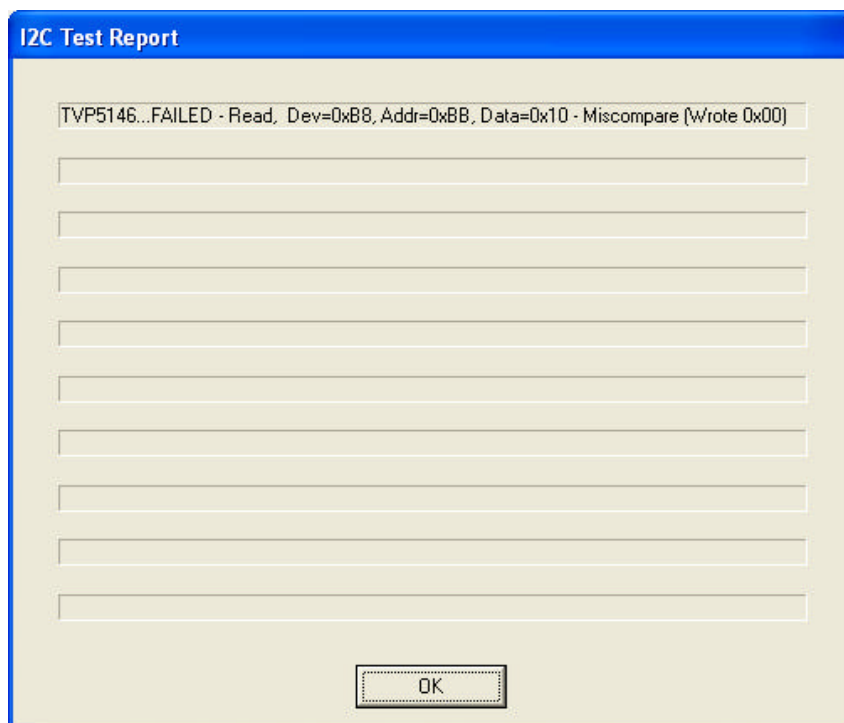 I2C Test Report
TVP5146...FAILED - Read,  Dev=0xB8, Addr=0xBB, Data=0x10 - Miscompare (Wrote 0x00)
OK